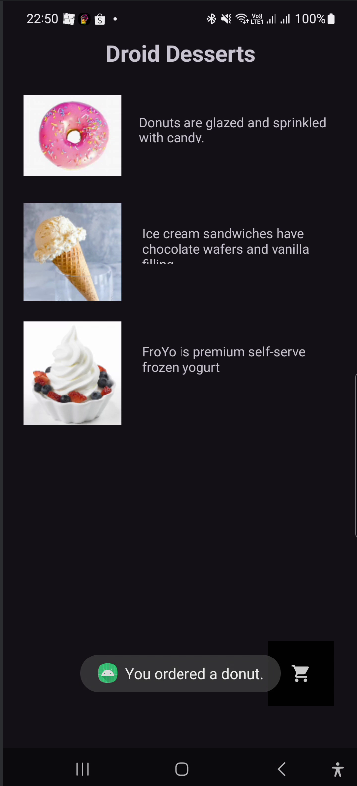 22:50
100%
Droid Desserts
Donuts are glazed and sprinkled
with candy.
Ice cream sandwiches have
chocolate wafers and vanilla
filling
FroYo is premium self-serve
frozen yogurt
You ordered a donut.